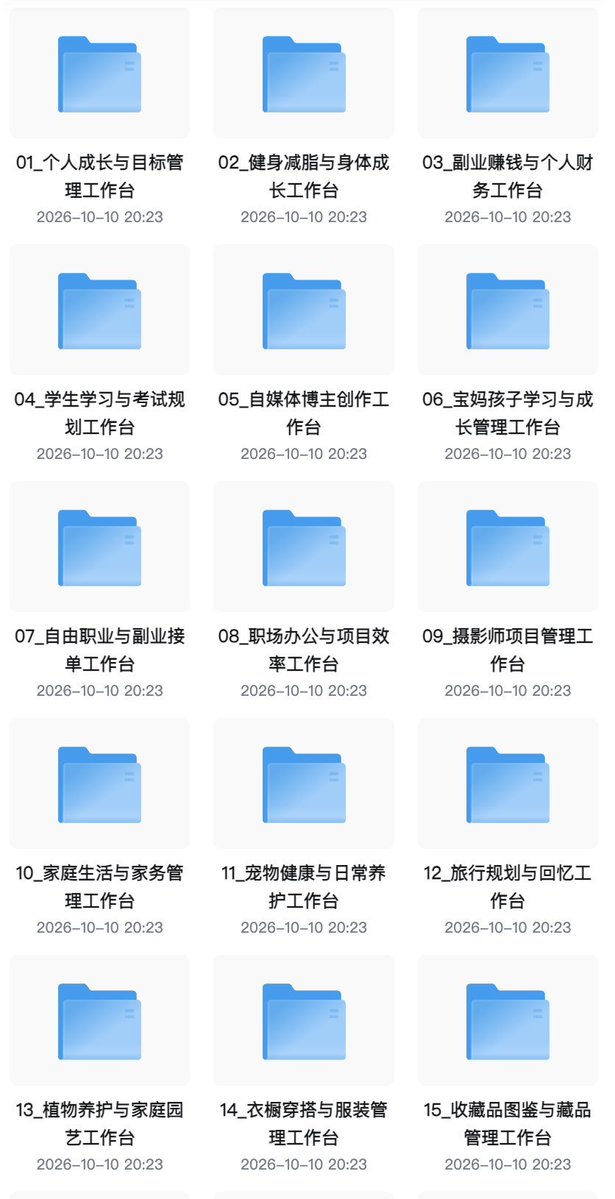 01_个人成长与目标管
理工作台
2026-10-10 20:23
02_健身减脂与身体成
长工作台
2026-10-10 20:23
03_副业赚钱与个人财
务工作台
2026-10-10 20:23
04_学生学习与考试规
划工作台
2026-10-10 20:23
05_自媒体博主创作工
作台
2026-10-10 20:23
06_宝妈孩子学习与成
长管理工作台
2026-10-10 20:23
07_自由职业与副业接
单工作台
2026-10-10 20:23
08_职场办公与项目效
率工作台
2026-10-10 20:23
09_摄影师项目管理工
作台
2026-10-10 20:23
10_家庭生活与家务管
理工作台
2026-10-10 20:23
11_宠物健康与日常养
护工作台
2026-10-10 20:23
12_旅行规划与回忆工
作台
2026-10-10 20:23
13_植物养护与家庭园
艺工作台
2026-10-10 20:23
14_衣橱穿搭与服装管
理工作台
2026-10-10 20:23
15_收藏品图鉴与藏品
管理工作台
2026-10-10 20:23